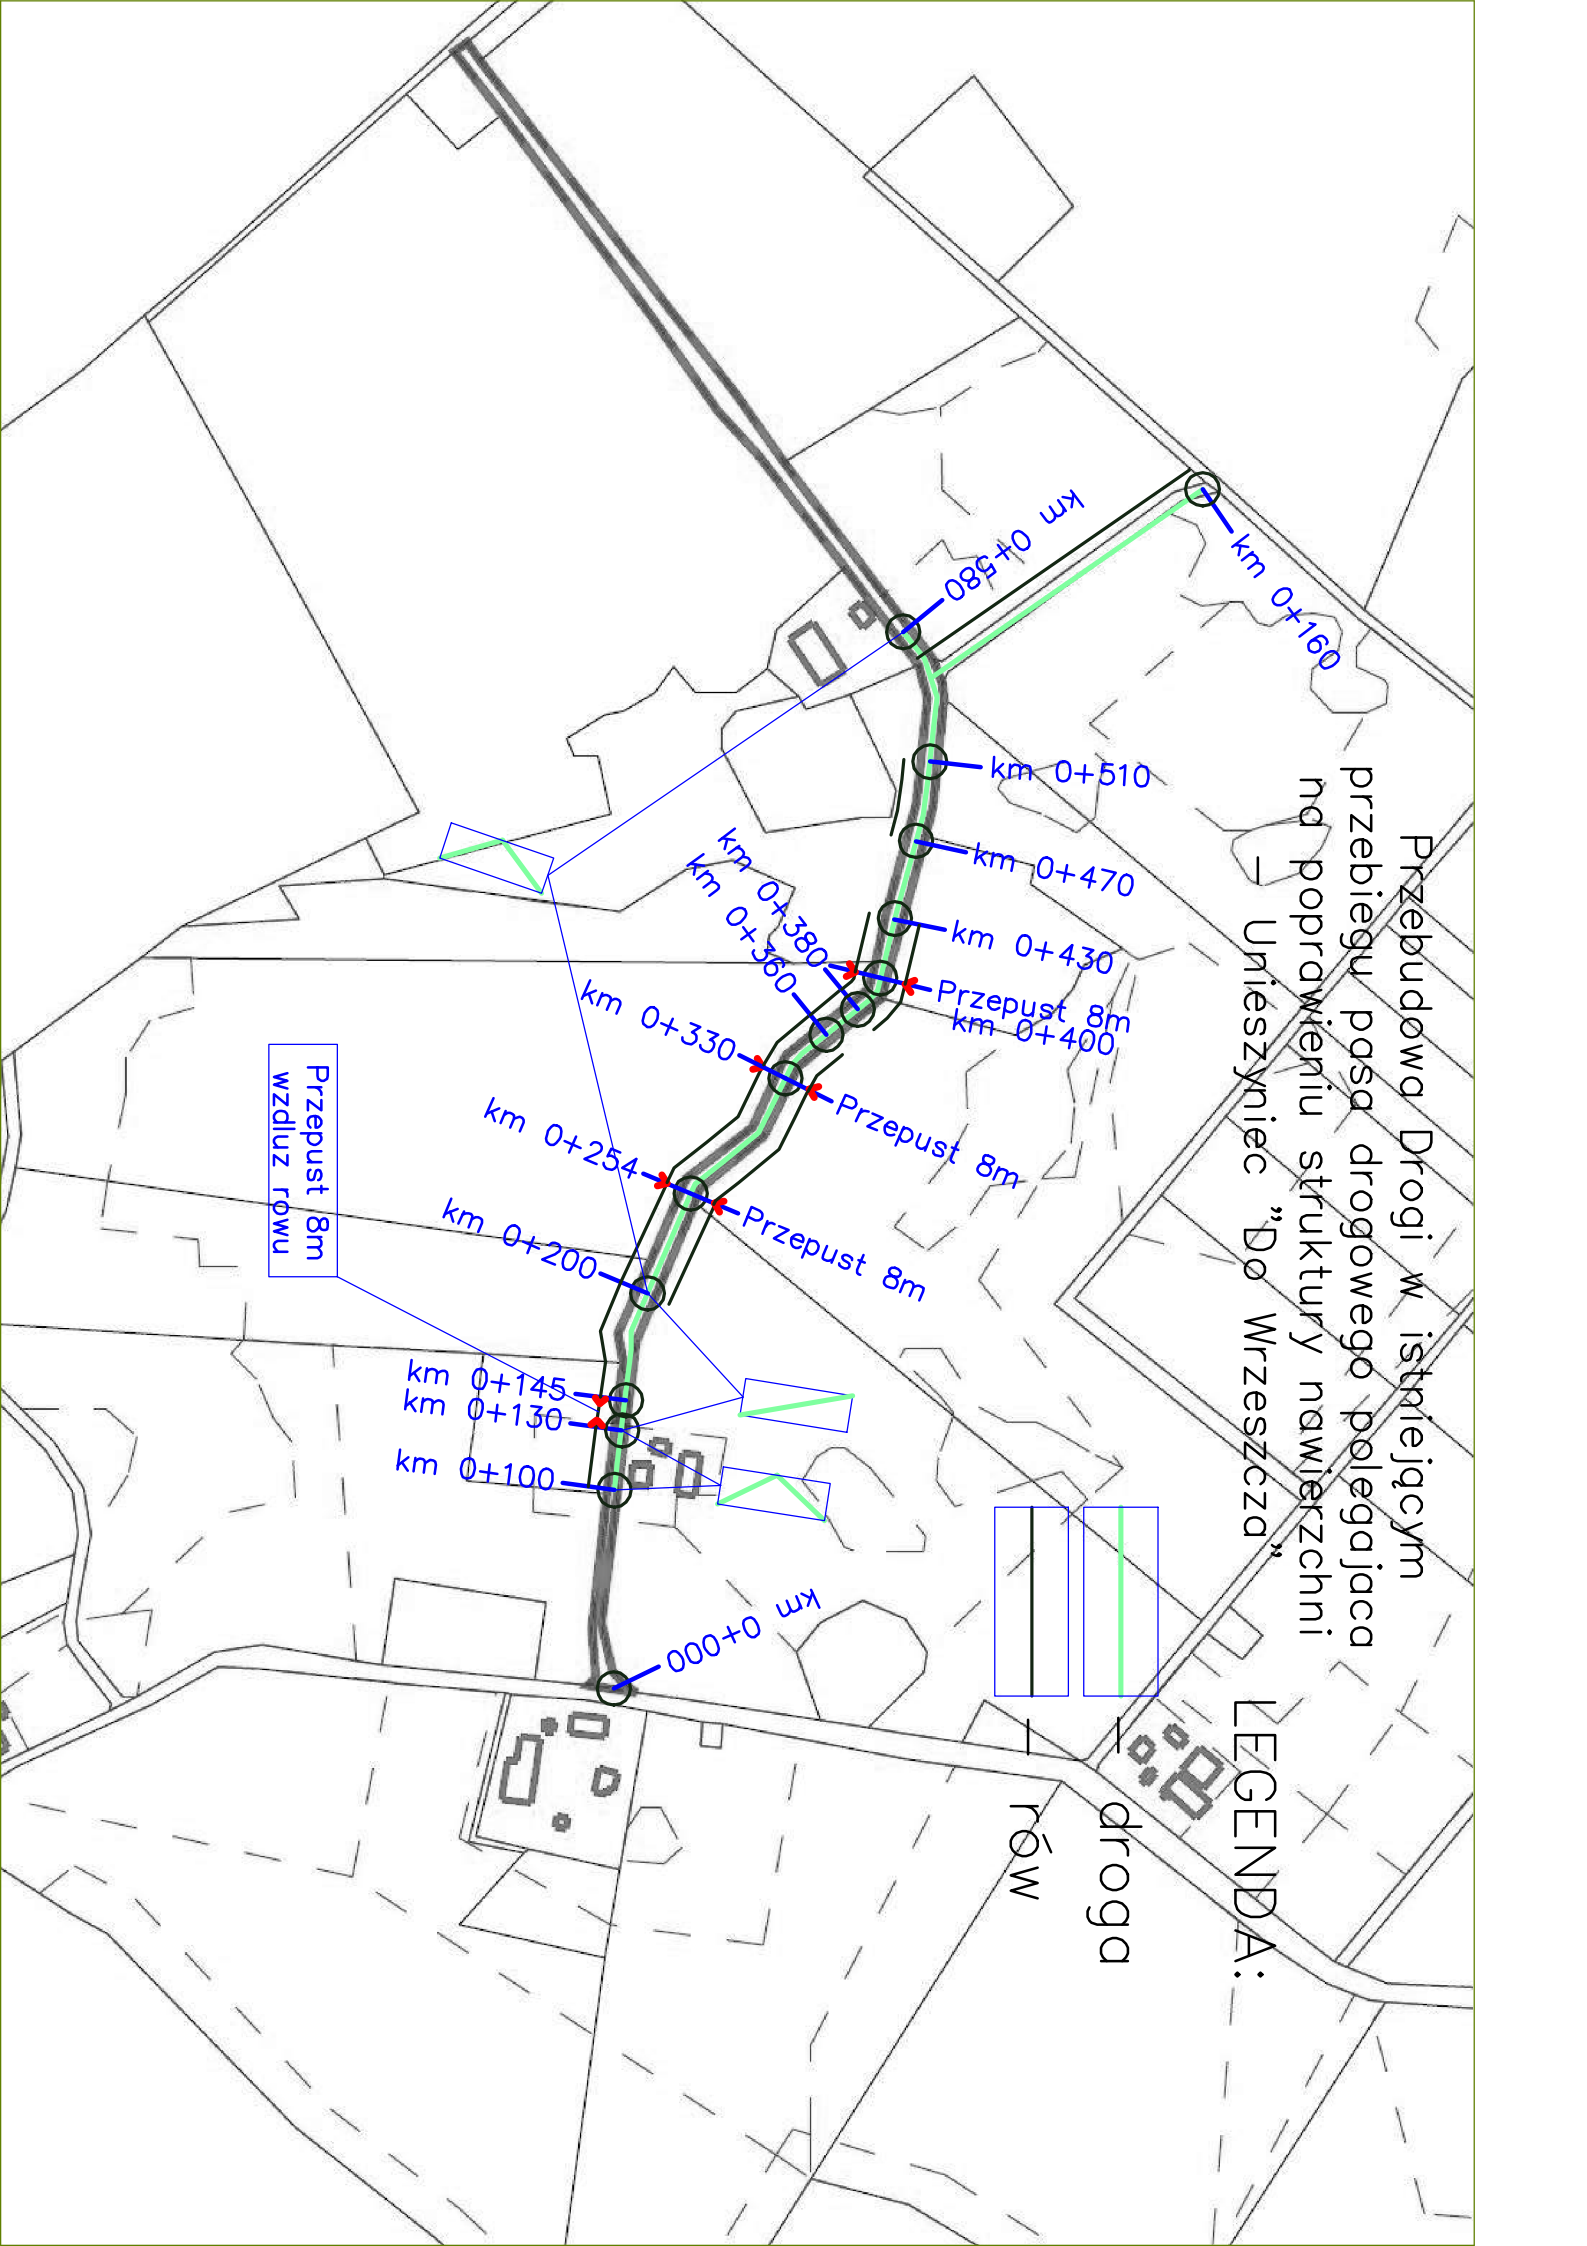 Przebudowa Drogi w istniejącym
przebiegu pasa drogowego polegajaca
na poprawieniu struktury nawierzchni
– Unieszyniec "Do Wrzeszcza"
LEGENDA:
– droga
– rów
km 0+160
km 0+580
km 0+510
km 0+470
km 0+430
Przepust 8m
km 0+400
km 0+380
km 0+360
km 0+330
Przepust 8m
km 0+254
Przepust 8m
km 0+200
Przepust 8m
wzdluz rowu
km 0+145
km 0+130
km 0+100
km 0+000